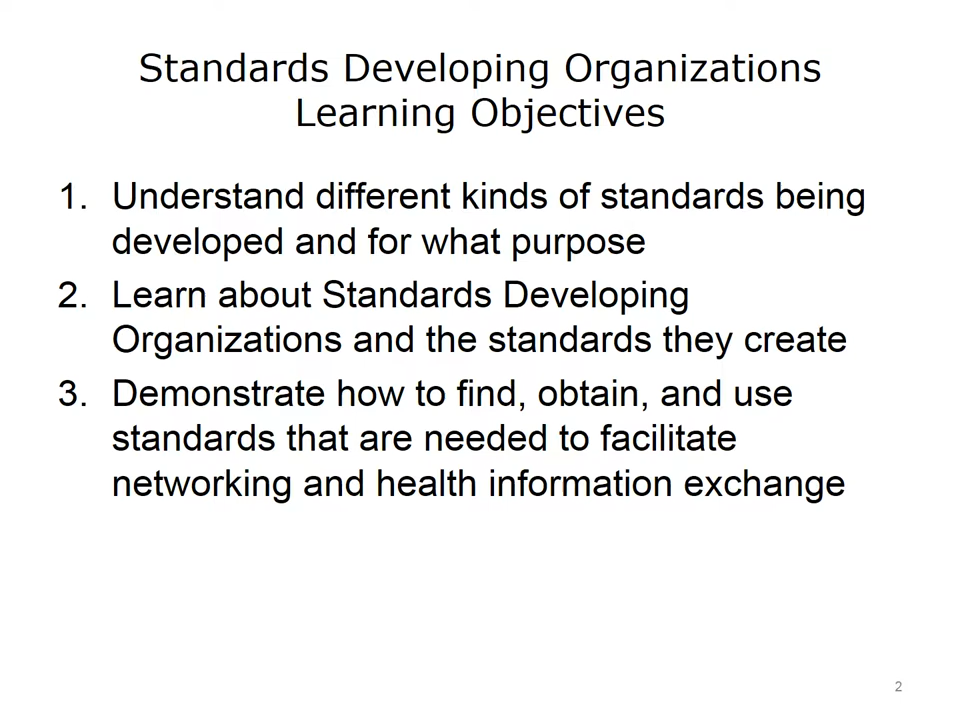 Standards Developing Organizations
Learning Objectives
1. Understand different kinds of standards being
developed and for what purpose
2. Learn about Standards Developing
Organizations and the standards they create
3. Demonstrate how to find, obtain, and use
standards that are needed to facilitate
networking and health information exchange
2